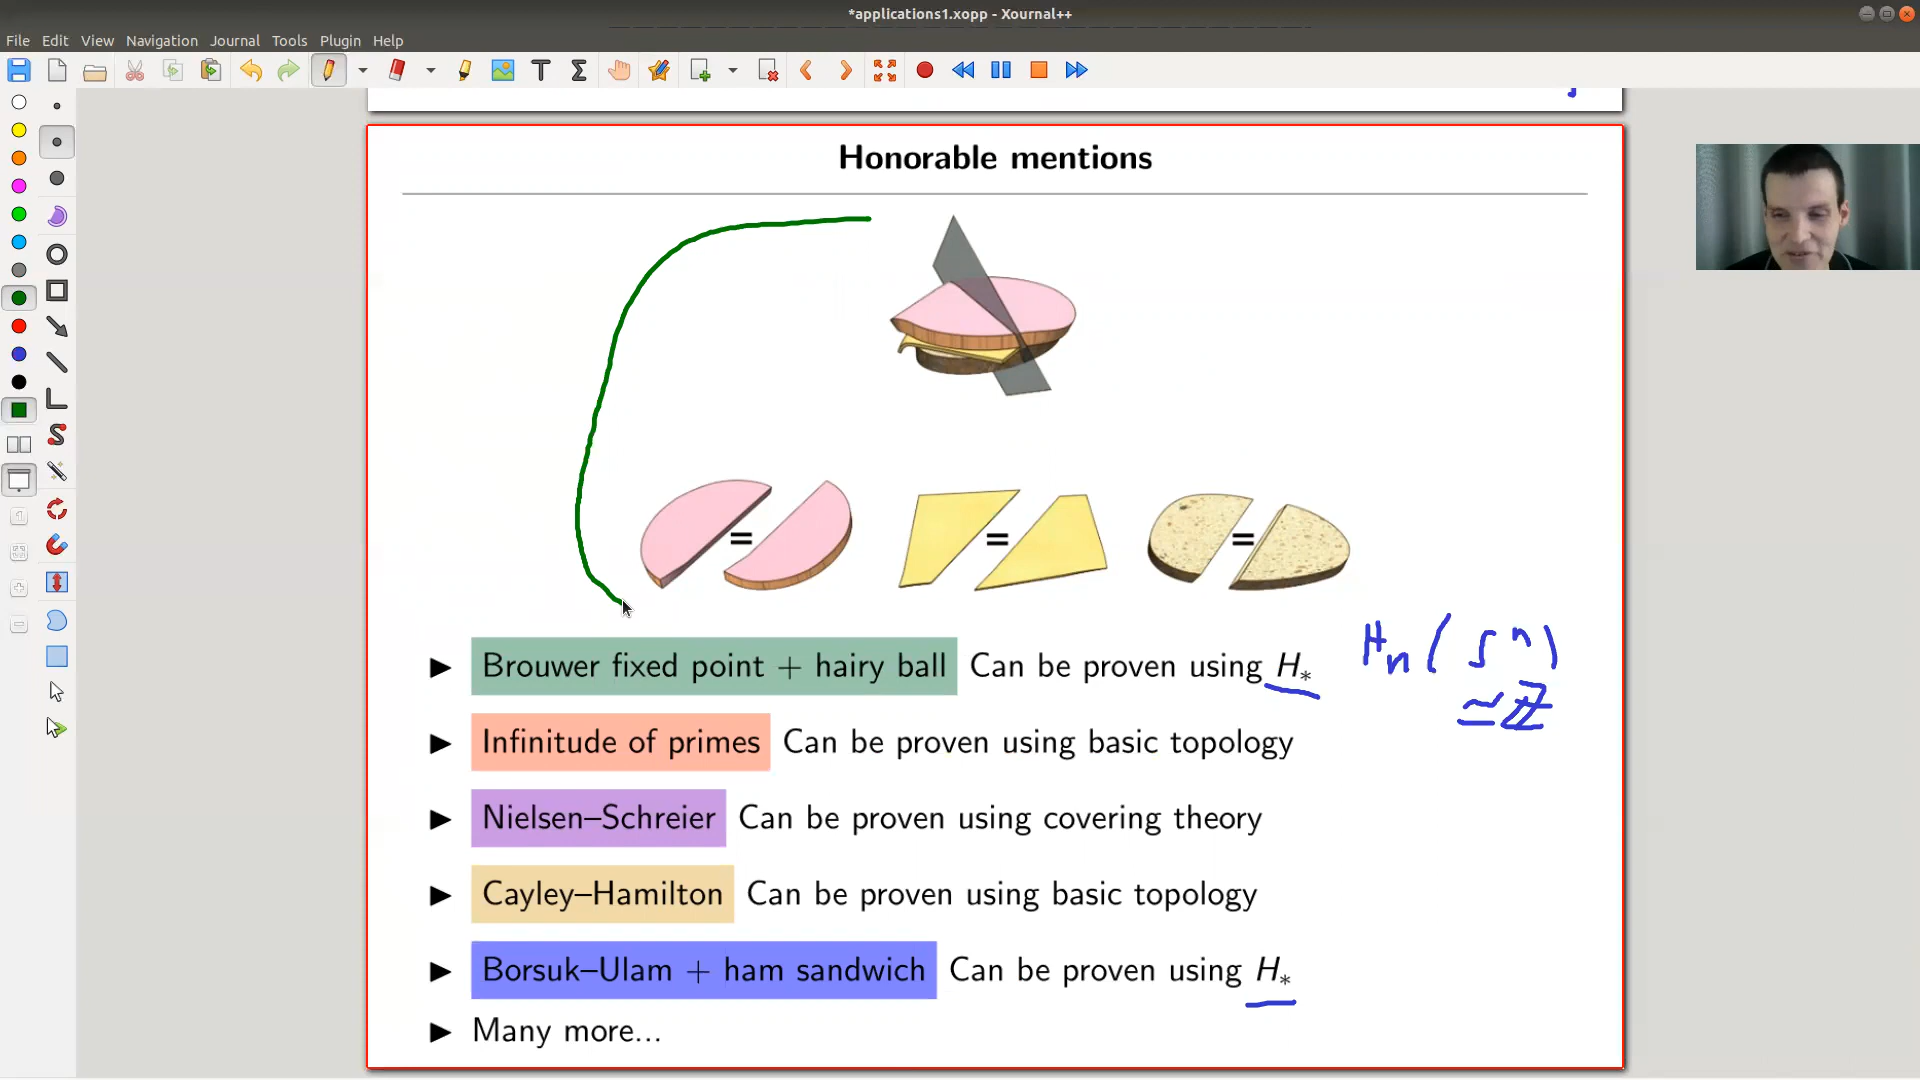 *applications1.xopp - Xournal++
File Edit View Navigation Journal Tools Plugin Help
Honorable mentions
= = =
► Brouwer fixed point + hairy ball Can be proven using H_*
H_n(S^n)
≃ℤ
► Infinitude of primes Can be proven using basic topology
► Nielsen–Schreier Can be proven using covering theory
► Cayley–Hamilton Can be proven using basic topology
► Borsuk–Ulam + ham sandwich Can be proven using H_*
► Many more...